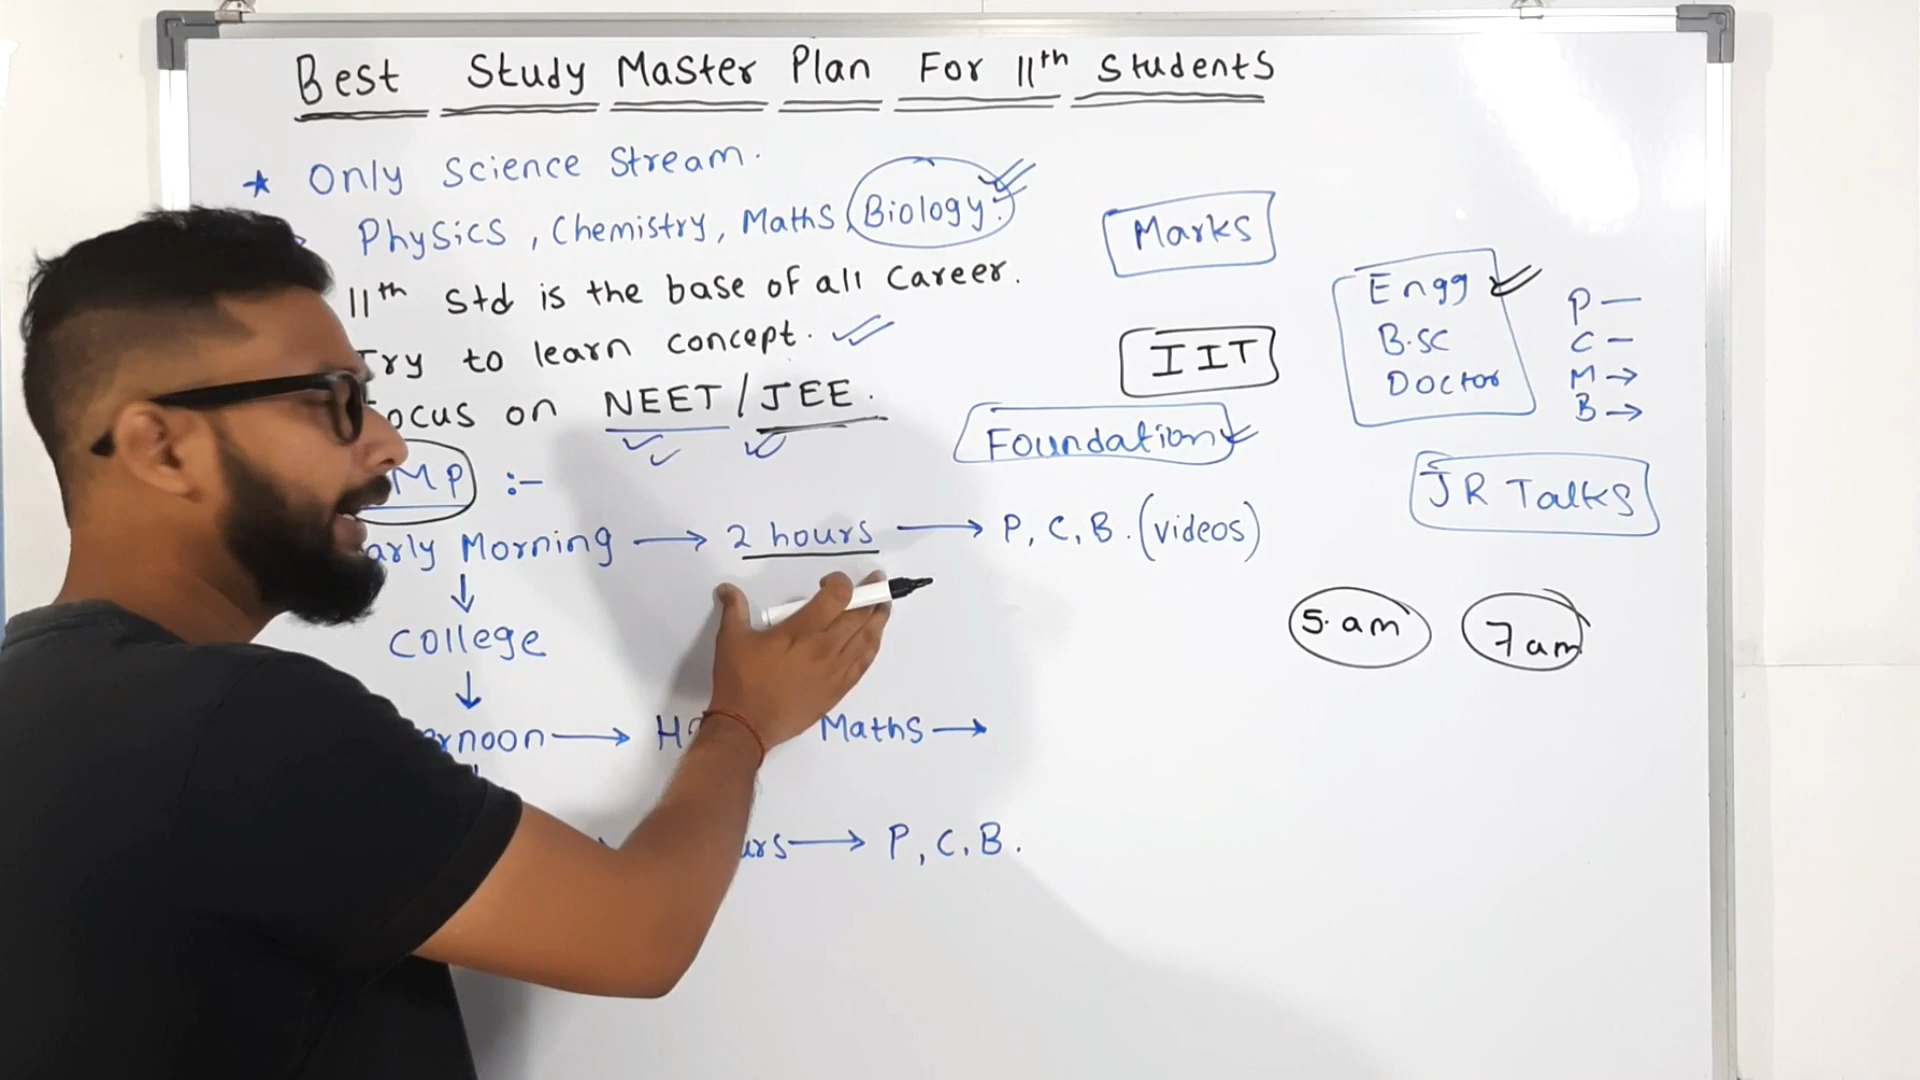 Best Study Master Plan For 11th Students
★ Only Science Stream.
Physics, Chemistry, Maths, Biology.
Marks
11th Std is the base of all Career.
Engg
B.Sc
Doctor
P —
C —
M →
B →
Try to learn concept.
IIT
Focus on NEET / JEE.
Foundation
MP :-
JR Talks
Early Morning → 2 hours → P, C, B. (videos)
↓
5. am
7 am
College
↓
→ Maths →
→ P, C, B.